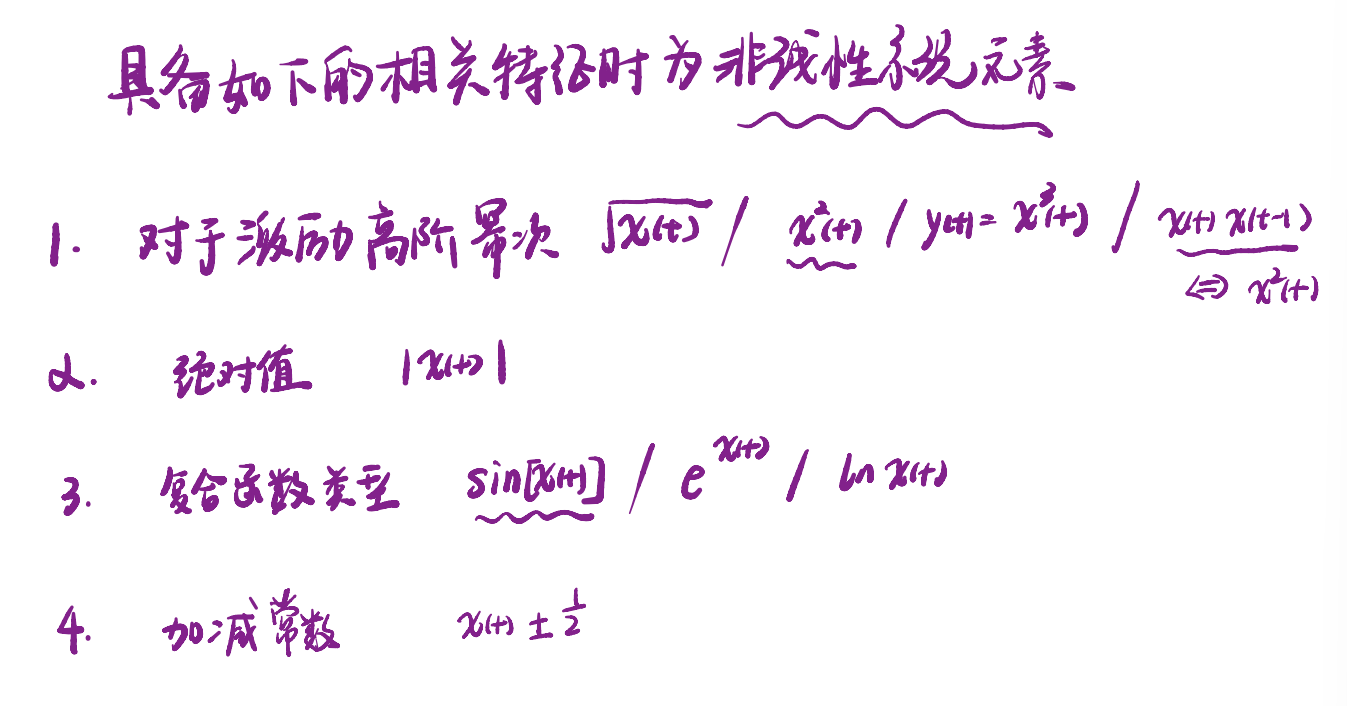 具备如下的相关特征时为非线性系统元素
1. 对于激励高阶幂次 √x(t) / x²(t) / y(t)= x³(t) / x(t) x(t-1)
⇔ x²(t)
2. 绝对值 |x(t)|
3. 复合函数类型 sin[x(t)] / e^x(t) / ln x(t)
4. 加减常数 x(t) ± 1/2